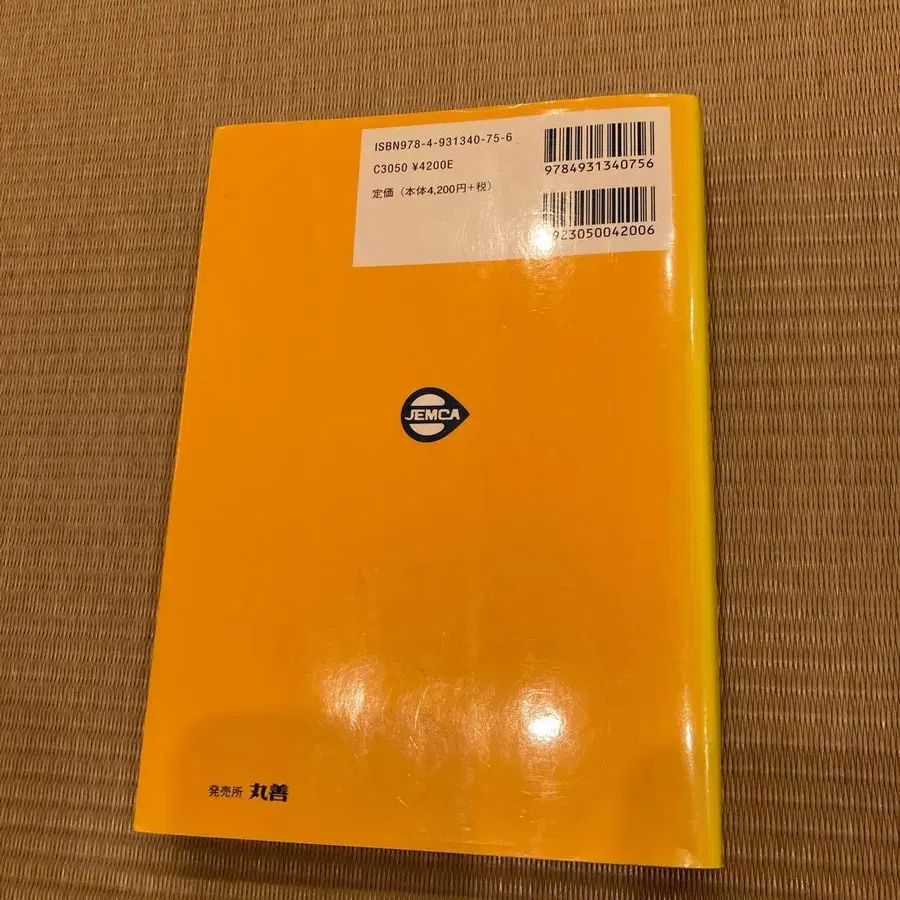 ISBN978-4-931340-75-6
C3050 ¥4200E
定価（本体4,200円+税）
9784931340756
923050042006
JEMCA
発売所 丸善